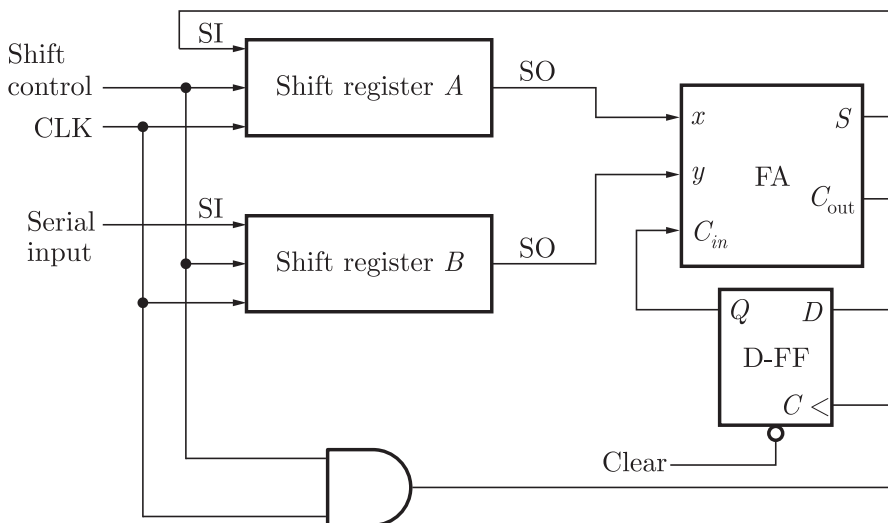 SI
Shift
control
Shift register A
SO
CLK
x
S
y
FA
C_out
C_in
Serial
input
SI
Shift register B
SO
Q
D
D-FF
C <
Clear